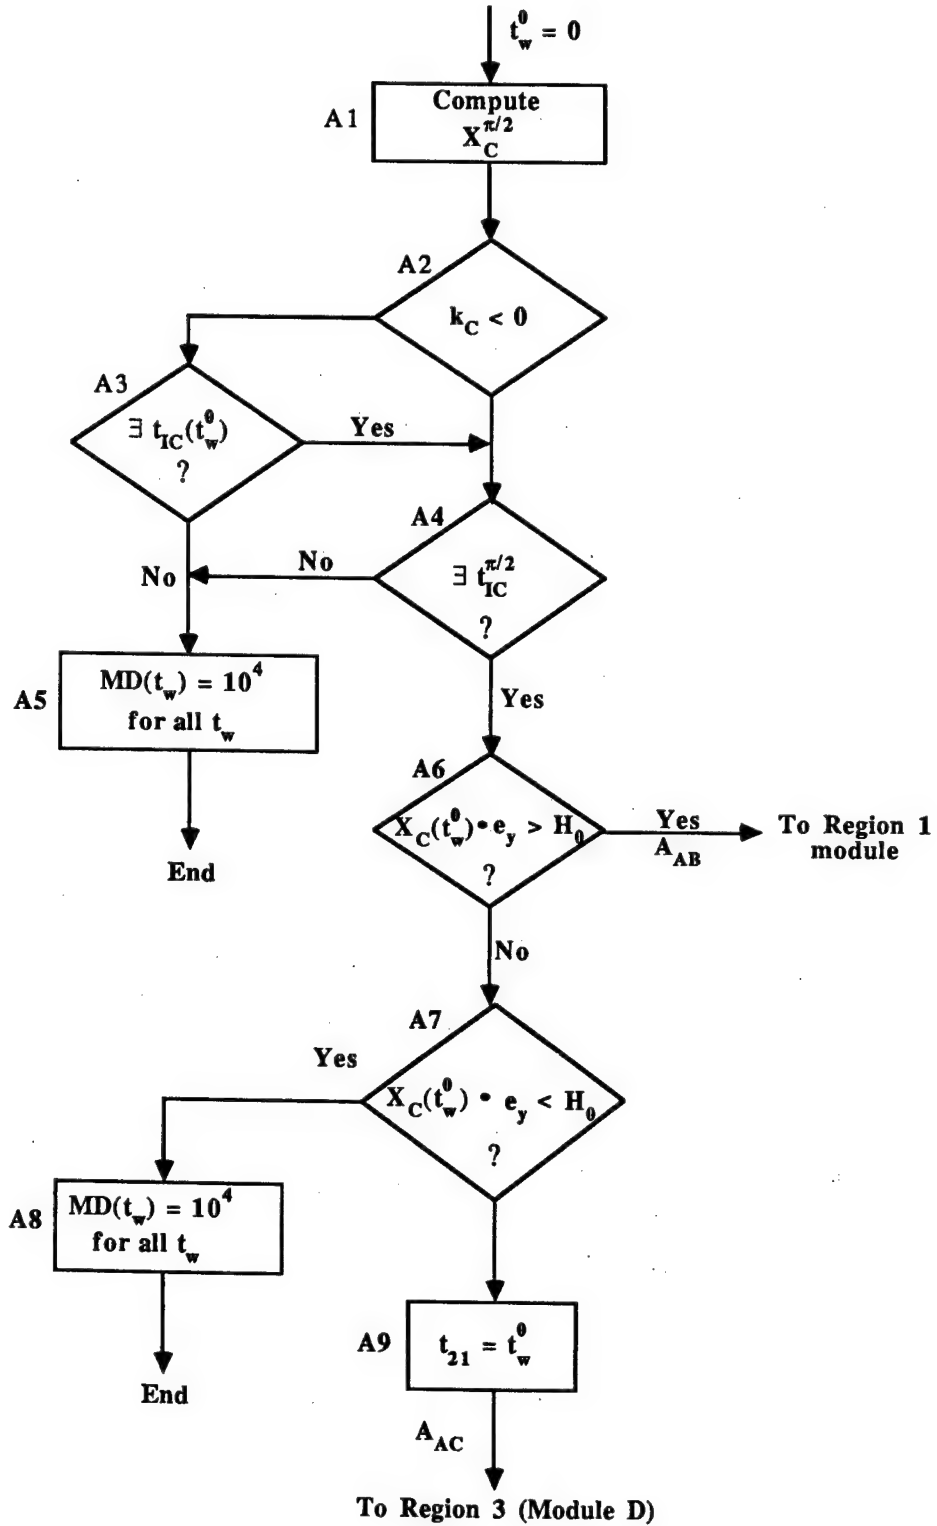 t_w^0 = 0
A1
Compute
X_C^{π/2}
A2
k_C < 0
A3
∃ t_IC(t_w^0)
?
Yes
A4
∃ t_IC^{π/2}
?
No
No
A5
MD(t_w) = 10^4
for all t_w
End
Yes
A6
X_C(t_w^0) • e_y > H_0
?
Yes
A_AB
To Region 1
module
No
A7
Yes
X_C(t_w^0) • e_y < H_0
?
A8
MD(t_w) = 10^4
for all t_w
End
A9
t_21 = t_w^0
A_AC
To Region 3 (Module D)